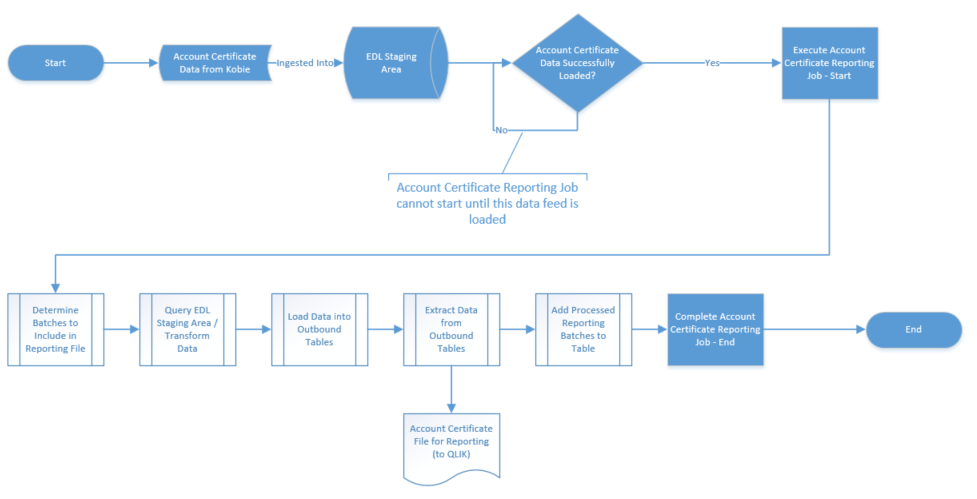 Start
Account Certificate
Data from Kobie
Ingested Into
EDL Staging
Area
Account Certificate
Data Successfully
Loaded?
Yes
Execute Account
Certificate Reporting
Job - Start
No
Account Certificate Reporting Job
cannot start until this data feed is
loaded
Determine
Batches to
Include in
Reporting File
Query EDL
Staging Area /
Transform
Data
Load Data into
Outbound
Tables
Extract Data
from
Outbound
Tables
Add Processed
Reporting
Batches to
Table
Complete Account
Certificate Reporting
Job - End
End
Account Certificate
File for Reporting
(to QLIK)